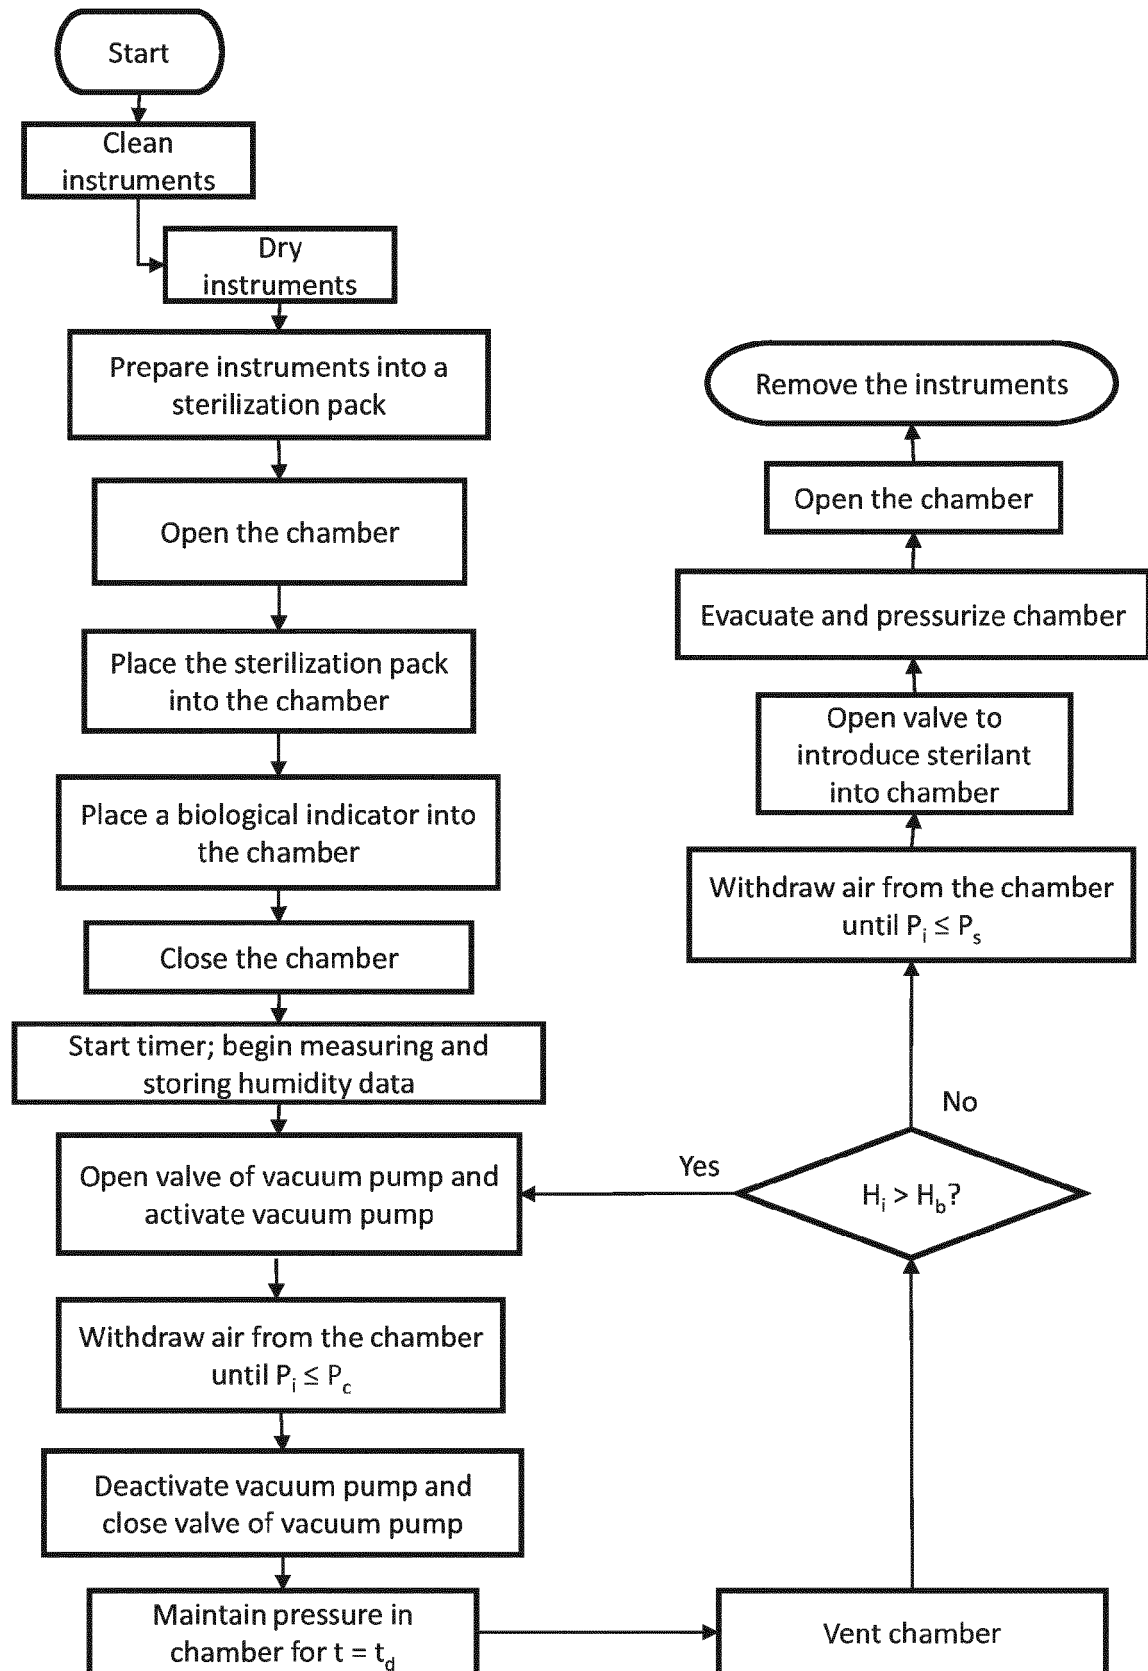 Start
Clean
instruments
Dry
instruments
Prepare instruments into a
sterilization pack
Open the chamber
Place the sterilization pack
into the chamber
Place a biological indicator into
the chamber
Close the chamber
Start timer; begin measuring and
storing humidity data
Open valve of vacuum pump and
activate vacuum pump
Withdraw air from the chamber
until Pᵢ ≤ P_c
Deactivate vacuum pump and
close valve of vacuum pump
Maintain pressure in
chamber for t = t_d
Vent chamber
Hᵢ > H_b?
Yes
No
Withdraw air from the chamber
until Pᵢ ≤ Pₛ
Open valve to
introduce sterilant
into chamber
Evacuate and pressurize chamber
Open the chamber
Remove the instruments